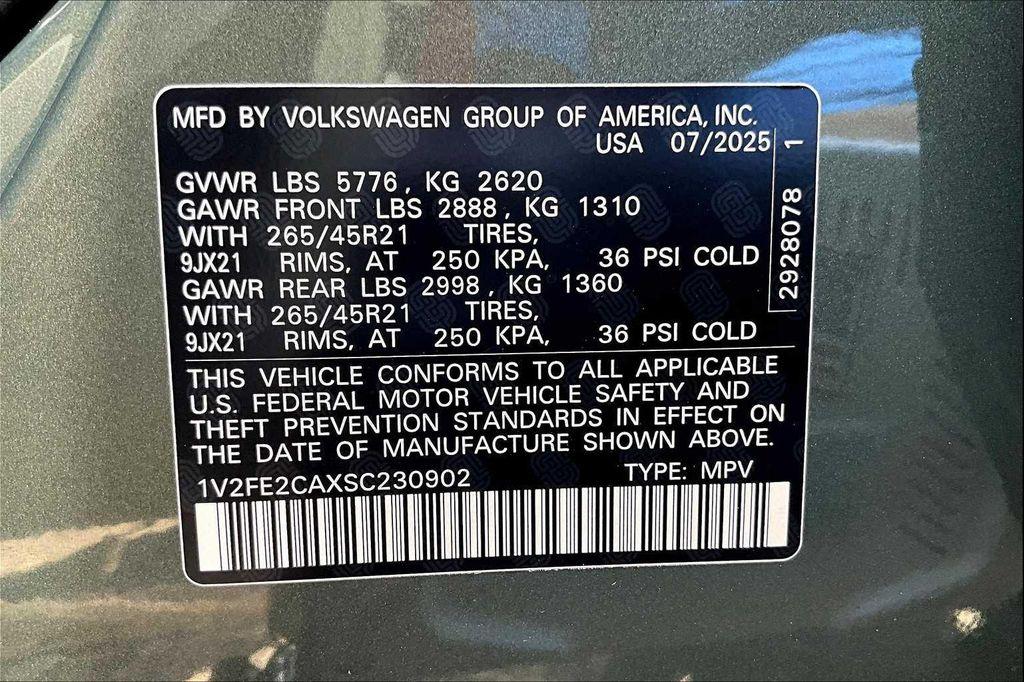 MFD BY VOLKSWAGEN GROUP OF AMERICA, INC.
USA 07/2025
GVWR LBS 5776, KG 2620
GAWR FRONT LBS 2888, KG 1310
WITH 265/45R21 TIRES,
9JX21 RIMS, AT 250 KPA, 36 PSI COLD
GAWR REAR LBS 2998, KG 1360
WITH 265/45R21 TIRES,
9JX21 RIMS, AT 250 KPA, 36 PSI COLD
2928078 1
THIS VEHICLE CONFORMS TO ALL APPLICABLE
U.S. FEDERAL MOTOR VEHICLE SAFETY AND
THEFT PREVENTION STANDARDS IN EFFECT ON
THE DATE OF MANUFACTURE SHOWN ABOVE.
1V2FE2CAXSC230902 TYPE: MPV